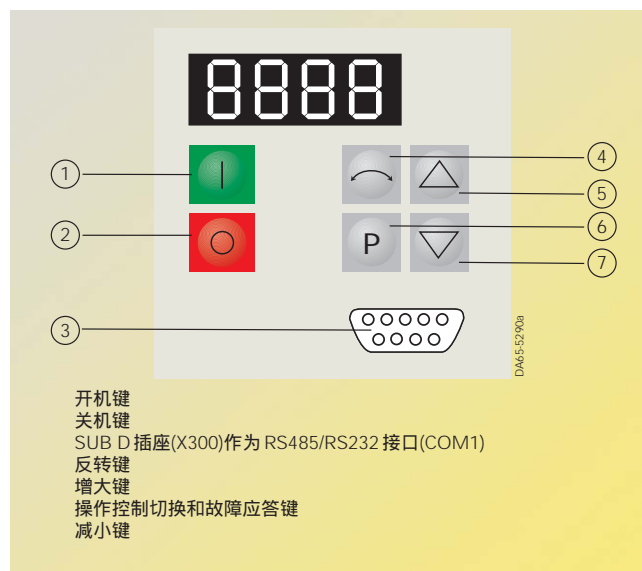 8888
1
4
5
2
P
6
7
3
DA65-5290a
开机键
关机键
SUB D 插座(X300)作为 RS485/RS232 接口(COM1)
反转键
增大键
操作控制切换和故障应答键
减小键